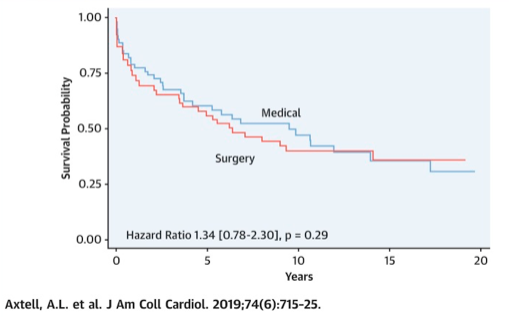 1.00
0.75
0.50
0.25
0.00
Survival Probability
Medical
Surgery
Hazard Ratio 1.34 [0.78-2.30], p = 0.29
0 5 10 15 20
Years
Axtell, A.L. et al. J Am Coll Cardiol. 2019;74(6):715-25.